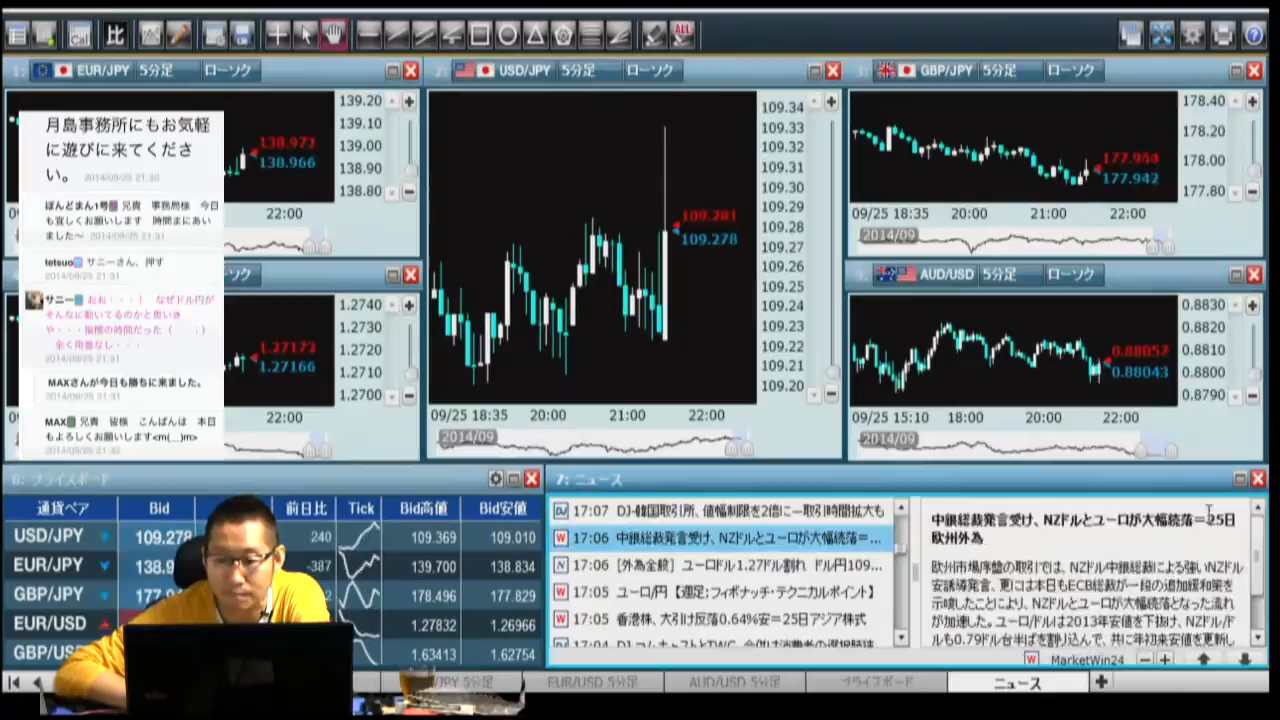 Cal 比 ALL
1: EUR/JPY 5分足 ローソク
2: USD/JPY 5分足 ローソク
3: GBP/JPY 5分足 ローソク
139.20
139.10
139.00
138.90
138.80
138.966
22:00
月島事務所にもお気軽
に遊びに来てくださ
い。 2014/09/25 21:30
ぽんどまん1号 兄貴 事務局様 今日
も宜しくお願いします 時間まにあい
ました〜 2014/09/25 21:31
tetsuo サニーさん、押す
2014/09/25 21:31
サニー おお・・・！ なぜドル円が
そんなに動いてるのかと思いき
や・・・指標の時間だった（ ；）
全く用意なし・・・
2014/09/25 21:31
MAXさんが今日も勝ちに来ました。
MAX 兄貴 皆様 こんばんは 本日
もよろしくお願いします<m(__)m>
2014/09/25 21:32
109.34
109.33
109.32
109.31
109.30
109.29
109.28
109.27
109.26
109.25
109.24
109.23
109.22
109.21
109.20
109.281
109.278
09/25 18:35 20:00 21:00 22:00
2014/09
178.40
178.20
178.00
177.80
177.984
177.942
09/25 18:35 20:00 21:00 22:00
2014/09
ローソク
1.2740
1.2730
1.2720
1.2710
1.2700
1.27173
1.27166
22:00
5: AUD/USD 5分足 ローソク
0.8830
0.8820
0.8810
0.8800
0.8790
0.88057
0.88043
09/25 15:10 18:00 20:00 22:00
2014/09
6: プライスボード
通貨ペア Bid 前日比 Tick Bid高値 Bid安値
USD/JPY 109.278 240 109.369 109.010
EUR/JPY 138.9 -387 139.700 138.834
GBP/JPY 177.9 178.496 177.829
EUR/USD 1.27832 1.26966
GBP/US 1.63413 1.62754
7: ニュース
17:07 DJ-韓国取引所、値幅制限を2倍に―取引時間拡大も
17:06 中銀総裁発言受け、NZドルとユーロが大幅続落=...
17:06 [外為全般] ユーロドル1.27ドル割れ ドル円109...
17:05 ユーロ/円 【週足:フィボナッチ・テクニカルポイント】
17:05 香港株、大引け反落0.64%安=25日アジア株式
中銀総裁発言受け、NZドルとユーロが大幅続落=25日
欧州外為
欧州市場序盤の取引では、NZドル中銀総裁による強いNZドル
安誘導発言、更には本日もECB総裁が一段の追加緩和策を
示唆したことにより、NZドルとユーロが大幅続落となった流れ
が加速した。ユーロ/ドルは2013年安値を下抜け、NZドル/ド
ルも0.79ドル台半ばを割り込んで、共に年初来安値を更新し
MarketWin24
/JPY 5分足 EUR/USD 5分足 AUD/USD 5分足 プライスボード ニュース